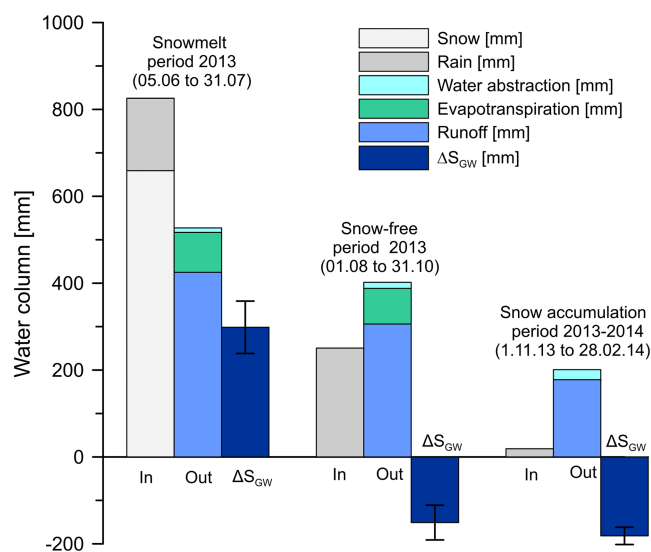 1000
800
600
400
200
0
-200
Water column [mm]
Snowmelt
period 2013
(05.06 to 31.07)
Snow [mm]
Rain [mm]
Water abstraction [mm]
Evapotranspiration [mm]
Runoff [mm]
ΔS_GW [mm]
Snow-free
period 2013
(01.08 to 31.10)
Snow accumulation
period 2013-2014
(1.11.13 to 28.02.14)
In Out ΔS_GW
In Out ΔS_GW
In Out ΔS_GW